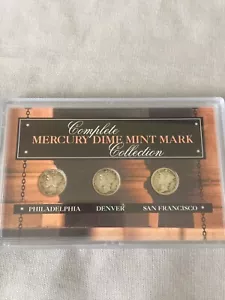 Complete
MERCURY DIME MINT MARK
Collection
PHILADELPHIA DENVER SAN FRANCISCO